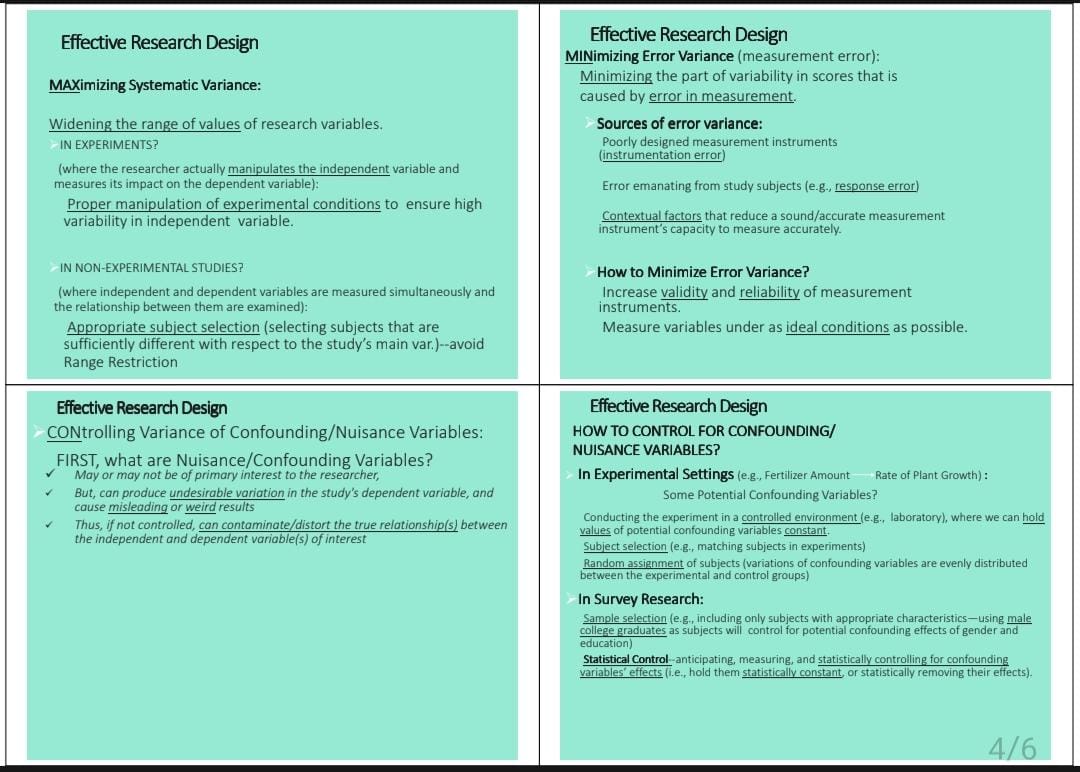 Effective Research Design
MAXimizing Systematic Variance:
Widening the range of values of research variables.
IN EXPERIMENTS?
(where the researcher actually manipulates the independent variable and
measures its impact on the dependent variable):
Proper manipulation of experimental conditions to ensure high
variability in independent variable.
IN NON-EXPERIMENTAL STUDIES?
(where independent and dependent variables are measured simultaneously and
the relationship between them are examined):
Appropriate subject selection (selecting subjects that are
sufficiently different with respect to the study's main var.)--avoid
Range Restriction
Effective Research Design
MINimizing Error Variance (measurement error):
Minimizing the part of variability in scores that is
caused by error in measurement.
Sources of error variance:
Poorly designed measurement instruments
(instrumentation error)
Error emanating from study subjects (e.g., response error)
Contextual factors that reduce a sound/accurate measurement
instrument's capacity to measure accurately.
How to Minimize Error Variance?
Increase validity and reliability of measurement
instruments.
Measure variables under as ideal conditions as possible.
Effective Research Design
CONtrolling Variance of Confounding/Nuisance Variables:
FIRST, what are Nuisance/Confounding Variables?
✓ May or may not be of primary interest to the researcher,
✓ But, can produce undesirable variation in the study's dependent variable, and
cause misleading or weird results
✓ Thus, if not controlled, can contaminate/distort the true relationship(s) between
the independent and dependent variable(s) of interest
Effective Research Design
HOW TO CONTROL FOR CONFOUNDING/
NUISANCE VARIABLES?
In Experimental Settings (e.g., Fertilizer Amount → Rate of Plant Growth) :
Some Potential Confounding Variables?
Conducting the experiment in a controlled environment (e.g., laboratory), where we can hold
values of potential confounding variables constant.
Subject selection (e.g., matching subjects in experiments)
Random assignment of subjects (variations of confounding variables are evenly distributed
between the experimental and control groups)
In Survey Research:
Sample selection (e.g., including only subjects with appropriate characteristics—using male
college graduates as subjects will control for potential confounding effects of gender and
education)
Statistical Control--anticipating, measuring, and statistically controlling for confounding
variables' effects (i.e., hold them statistically constant, or statistically removing their effects).
4/6